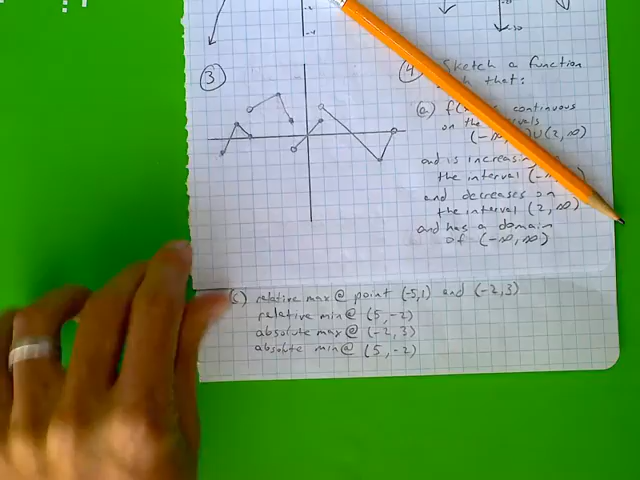 -4
-10
③
④ Sketch a function
that:
(a) continuous
on the
U(2,∞)
and is
the interval
and decreases on
the interval (2,∞)
and has a domain
of (-∞,∞)
(c) relative max @ point (-5,1) and (-2,3)
relative min @ (5,-2)
absolute max @ (-2,3)
absolute min @ (5,-2)